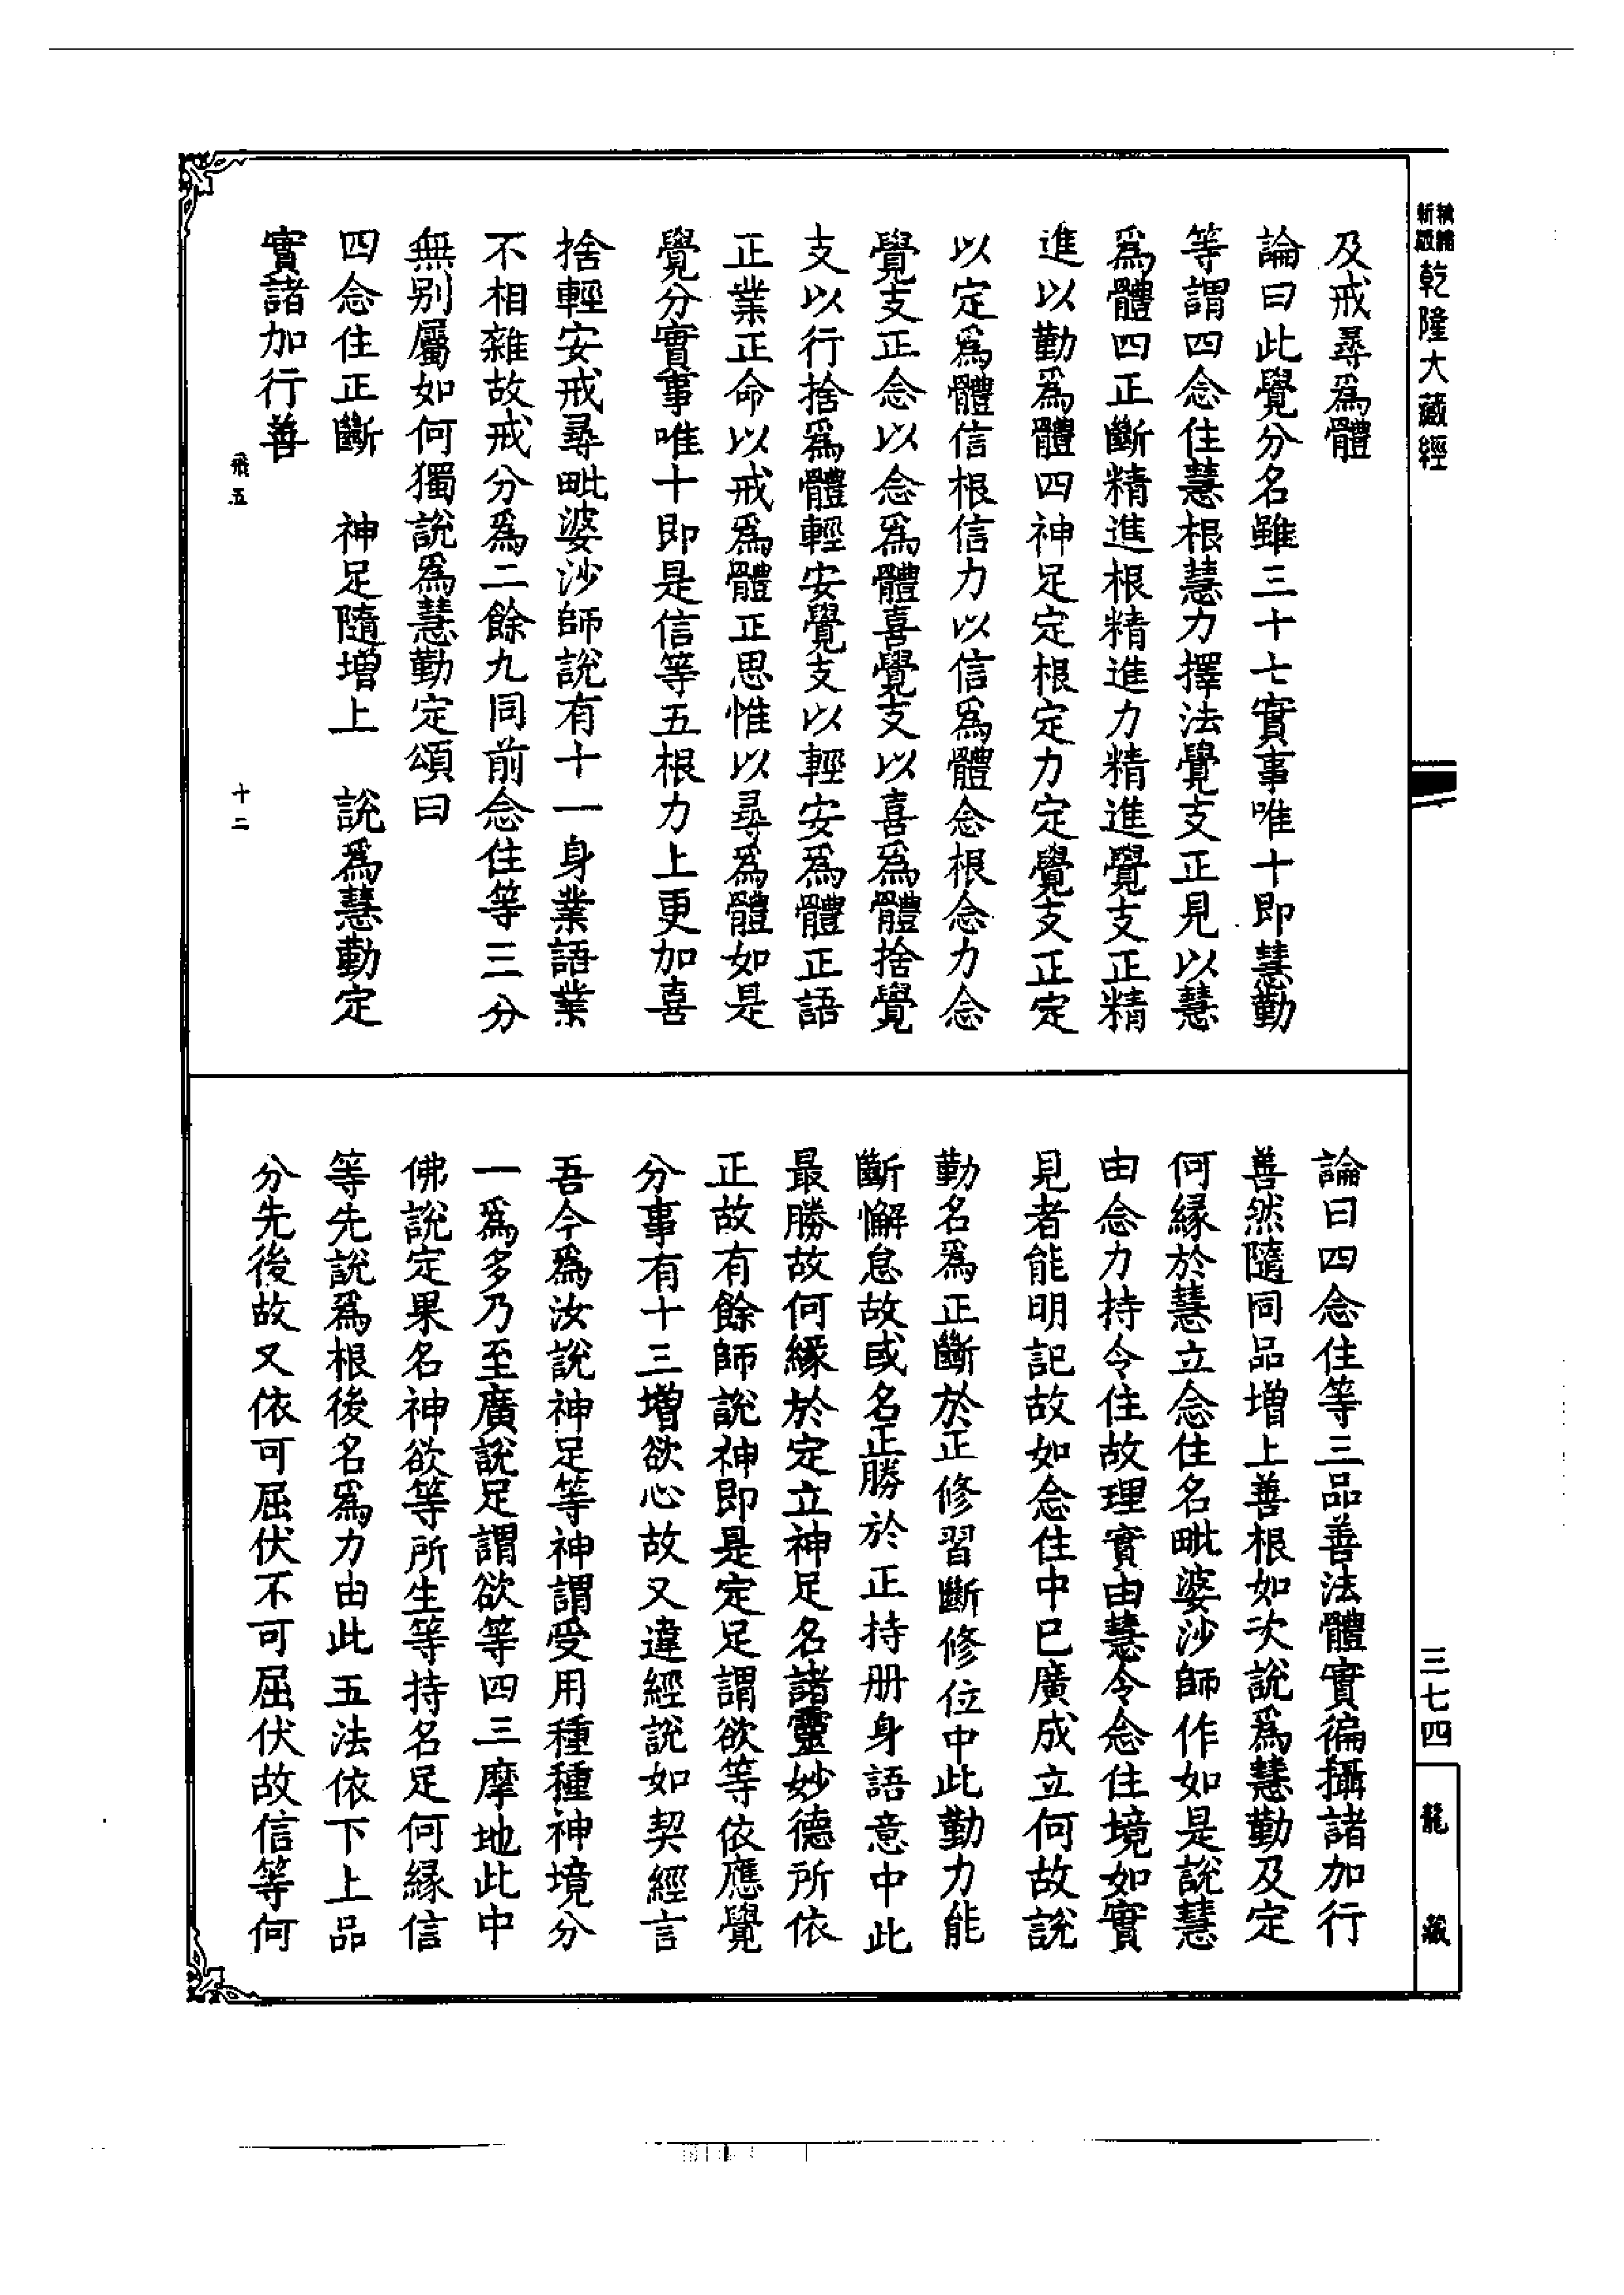 乾隆大藏經
及戒尋爲體
論曰此覺分名雖三十七實事唯十即慧勤
等謂四念住慧根慧力擇法覺支正見以慧
爲體四正斷精進根精進力精進覺支正精
進以勤爲體四神足定根定力定覺支正定
以定爲體信根信力以信爲體念根念力念
覺支正念以念爲體喜覺支以喜爲體捨覺
支以行捨爲體輕安覺支以輕安爲體正語
正業正命以戒爲體正思惟以尋爲體如是
覺分實事唯十即是信等五根力上更加喜
捨輕安戒尋毗婆沙師說有十一身業語業
不相雜故戒分爲二餘九同前念住等三分
無别屬如何獨說爲慧勤定頌曰
四念住正斷　神足隨增上　說爲慧勤定
實諸加行善
飛五　十二
論曰四念住等三品善法體實徧攝諸加行
善然隨同品增上善根如次說爲慧勤及定
何緣於慧立念住名毗婆沙師作如是說慧
由念力持令住故理實由慧令念住境如實
見者能明記故如念住中已廣成立何故說
勤名爲正斷於正修習斷修位中此勤力能
斷懈怠故或名正勝於正持册身語意中此
最勝故何緣於定立神足名諸靈妙德所依
正故有餘師說神即是定足謂欲等依應覺
分事有十三增欲心故又違經說如契經言
吾今爲汝說神足等神謂受用種種神境分
一爲多乃至廣說足謂欲等四三摩地此中
佛說定果名神欲等所生等持名足何緣信
等先說爲根後名爲力由此五法依下上品
分先後故又依可屈伏不可屈伏故信等何
三七四
龍藏